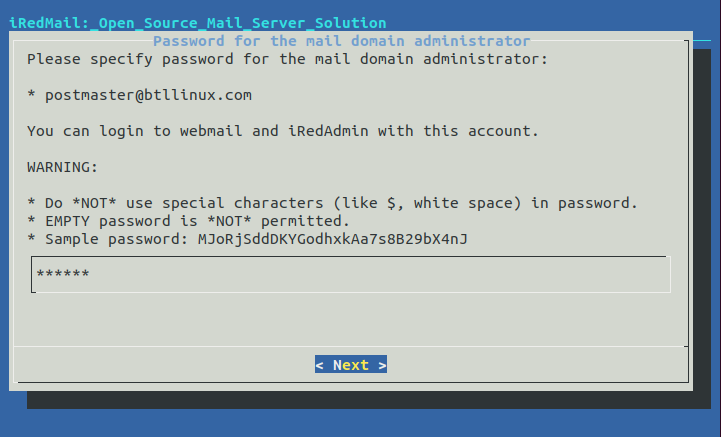 iRedMail:_Open_Source_Mail_Server_Solution
Password for the mail domain administrator
Please specify password for the mail domain administrator:
* postmaster@btllinux.com
You can login to webmail and iRedAdmin with this account.
WARNING:
* Do *NOT* use special characters (like $, white space) in password.
* EMPTY password is *NOT* permitted.
* Sample password: MJoRjSddDKYGodhxkAa7s8B29bX4nJ
******
< Next >